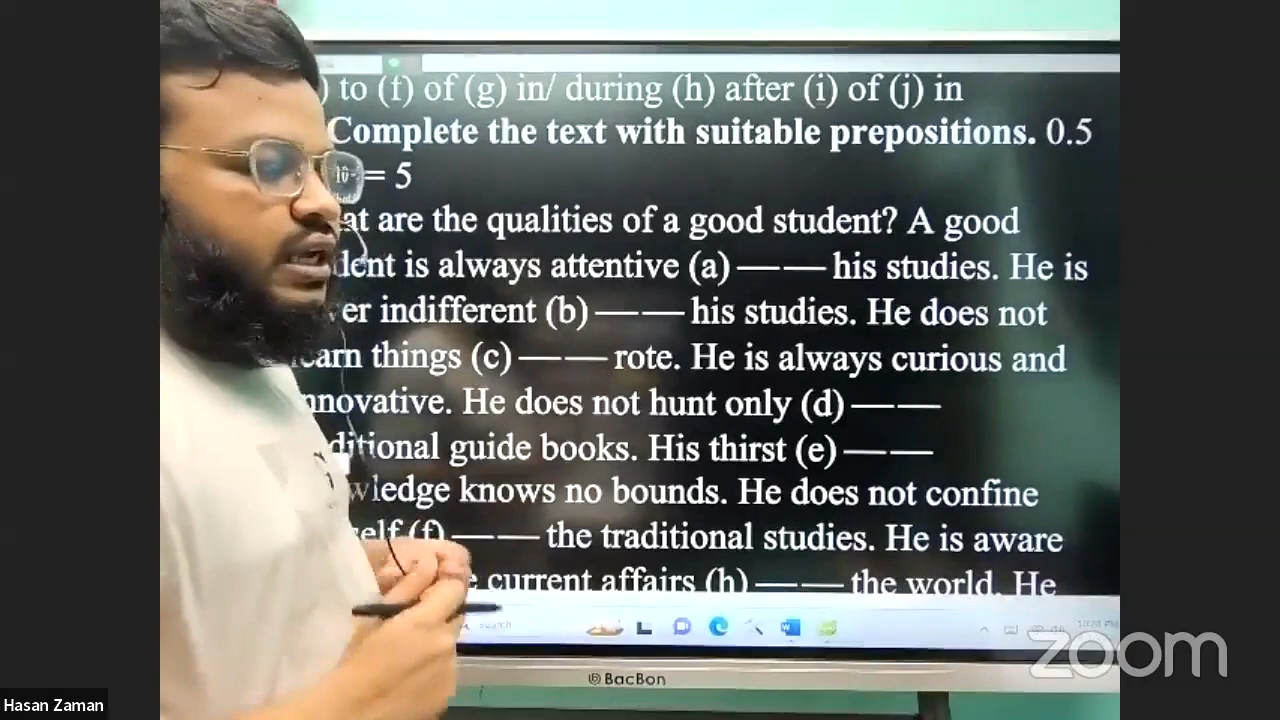 ) to (f) of (g) in/ during (h) after (i) of (j) in
Complete the text with suitable prepositions. 0.5
= 5
at are the qualities of a good student? A good
dent is always attentive (a) —— his studies. He is
er indifferent (b) —— his studies. He does not
earn things (c) —— rote. He is always curious and
nnovative. He does not hunt only (d) ——
ditional guide books. His thirst (e) ——
wledge knows no bounds. He does not confine
self (f) —— the traditional studies. He is aware
e current affairs (h) —— the world. He
Search
BacBon
zoom
Hasan Zaman